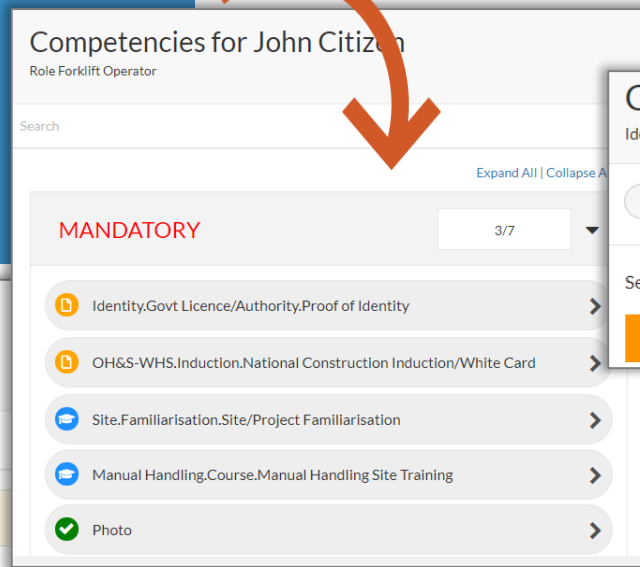 Competencies for John Citizen
Role Forklift Operator
Search
Expand All | Collapse
MANDATORY
3/7
Identity.Govt Licence/Authority.Proof of Identity
OH&S-WHS.Induction.National Construction Induction/White Card
Site.Familiarisation.Site/Project Familiarisation
Manual Handling.Course.Manual Handling Site Training
Photo